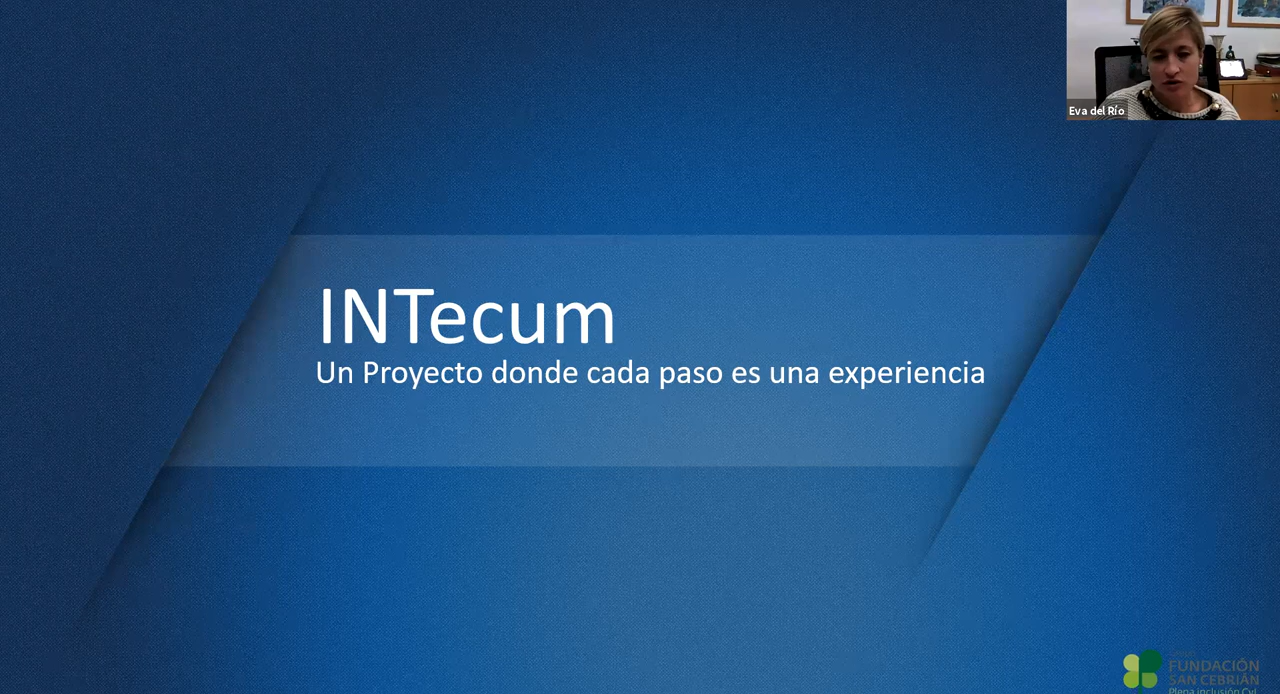 Eva del Río
INTecum
Un Proyecto donde cada paso es una experiencia
FUNDACIÓN
SAN CEBRIÁN
Plena inclusión CyL